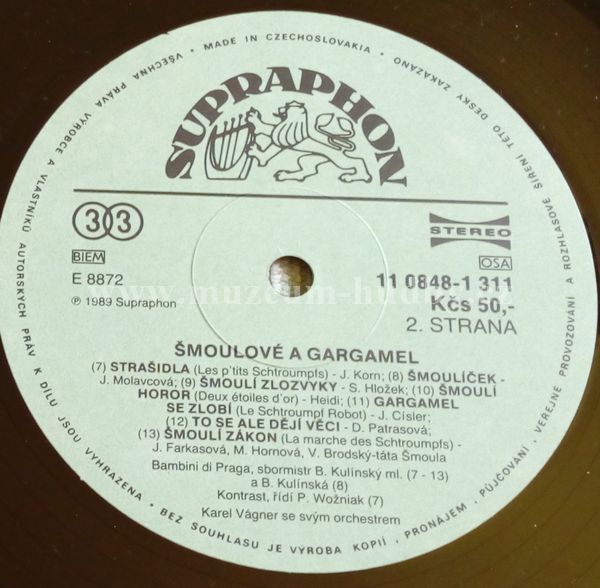 VŠECHNA PRÁVA VÝROBCE A VLASTNÍKŮ AUTORSKÝCH PRÁV K DÍLU JSOU VYHRAZENA • BEZ SOUHLASU JE VÝROBA KOPIÍ, PRONÁJEM, PŮJČOVÁNÍ, VEŘEJNÉ PROVOZOVÁNÍ A ROZHLASOVÉ ŠÍŘENÍ TÉTO DESKY ZAKÁZÁNO • MADE IN CZECHOSLOVAKIA •
SUPRAPHON
33
STEREO
BIEM
OSA
E 8872
11 0848-1 311
℗ 1989 Supraphon
Kčs 50,-
2. STRANA
ŠMOULOVÉ A GARGAMEL
(7) STRAŠIDLA (Les p'tits Schtroumpfs) - J. Korn; (8) ŠMOULÍČEK -
J. Molavcová; (9) ŠMOULÍ ZLOZVYKY - S. Hložek; (10) ŠMOULÍ
HOROR (Deux étoiles d'or) - Heidi; (11) GARGAMEL
SE ZLOBÍ (Le Schtroumpf Robot) - J. Císler;
(12) TO SE ALE DĚJÍ VĚCI - D. Patrasová;
(13) ŠMOULÍ ZÁKON (La marche des Schtroumpfs) -
J. Farkasová, M. Hornová, V. Brodský-táta Šmoula
Bambini di Praga, sbormistr B. Kulínský ml. (7 - 13)
a B. Kulínská (8)
Kontrast, řídí P. Wožniak (7)
Karel Vágner se svým orchestrem